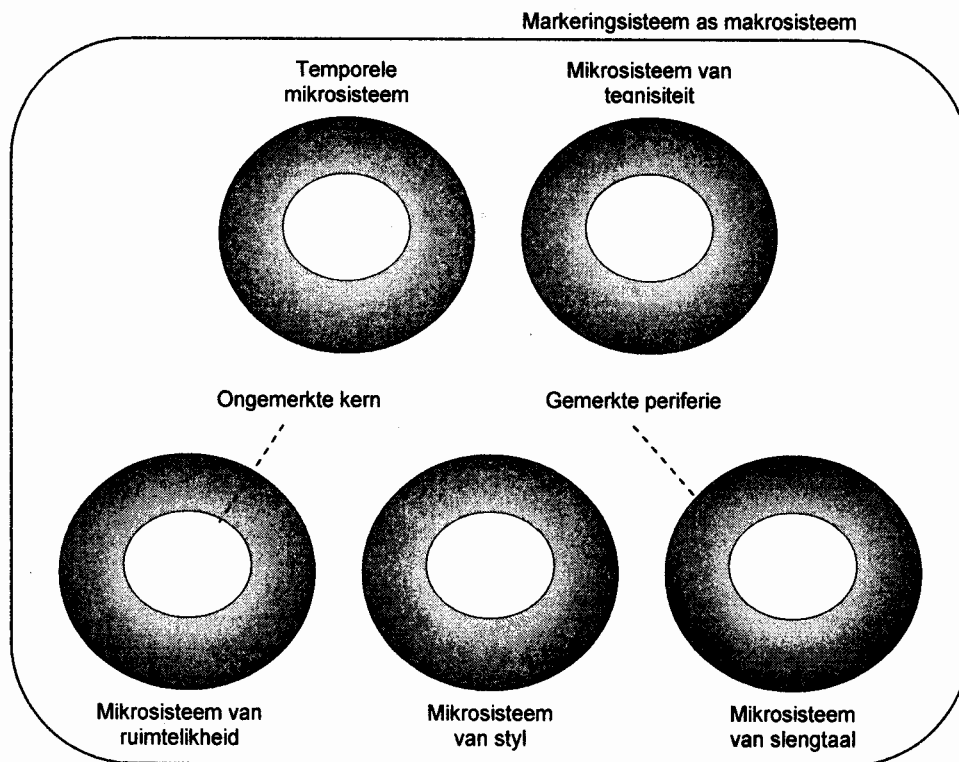 Markeringsisteem as makrosisteem
Temporele
mikrosisteem
Mikrosisteem van
tegnisiteit
Ongemerkte kern
Gemerkte periferie
Mikrosisteem van
ruimtelikheid
Mikrosisteem
van styl
Mikrosisteem
van slengtaal